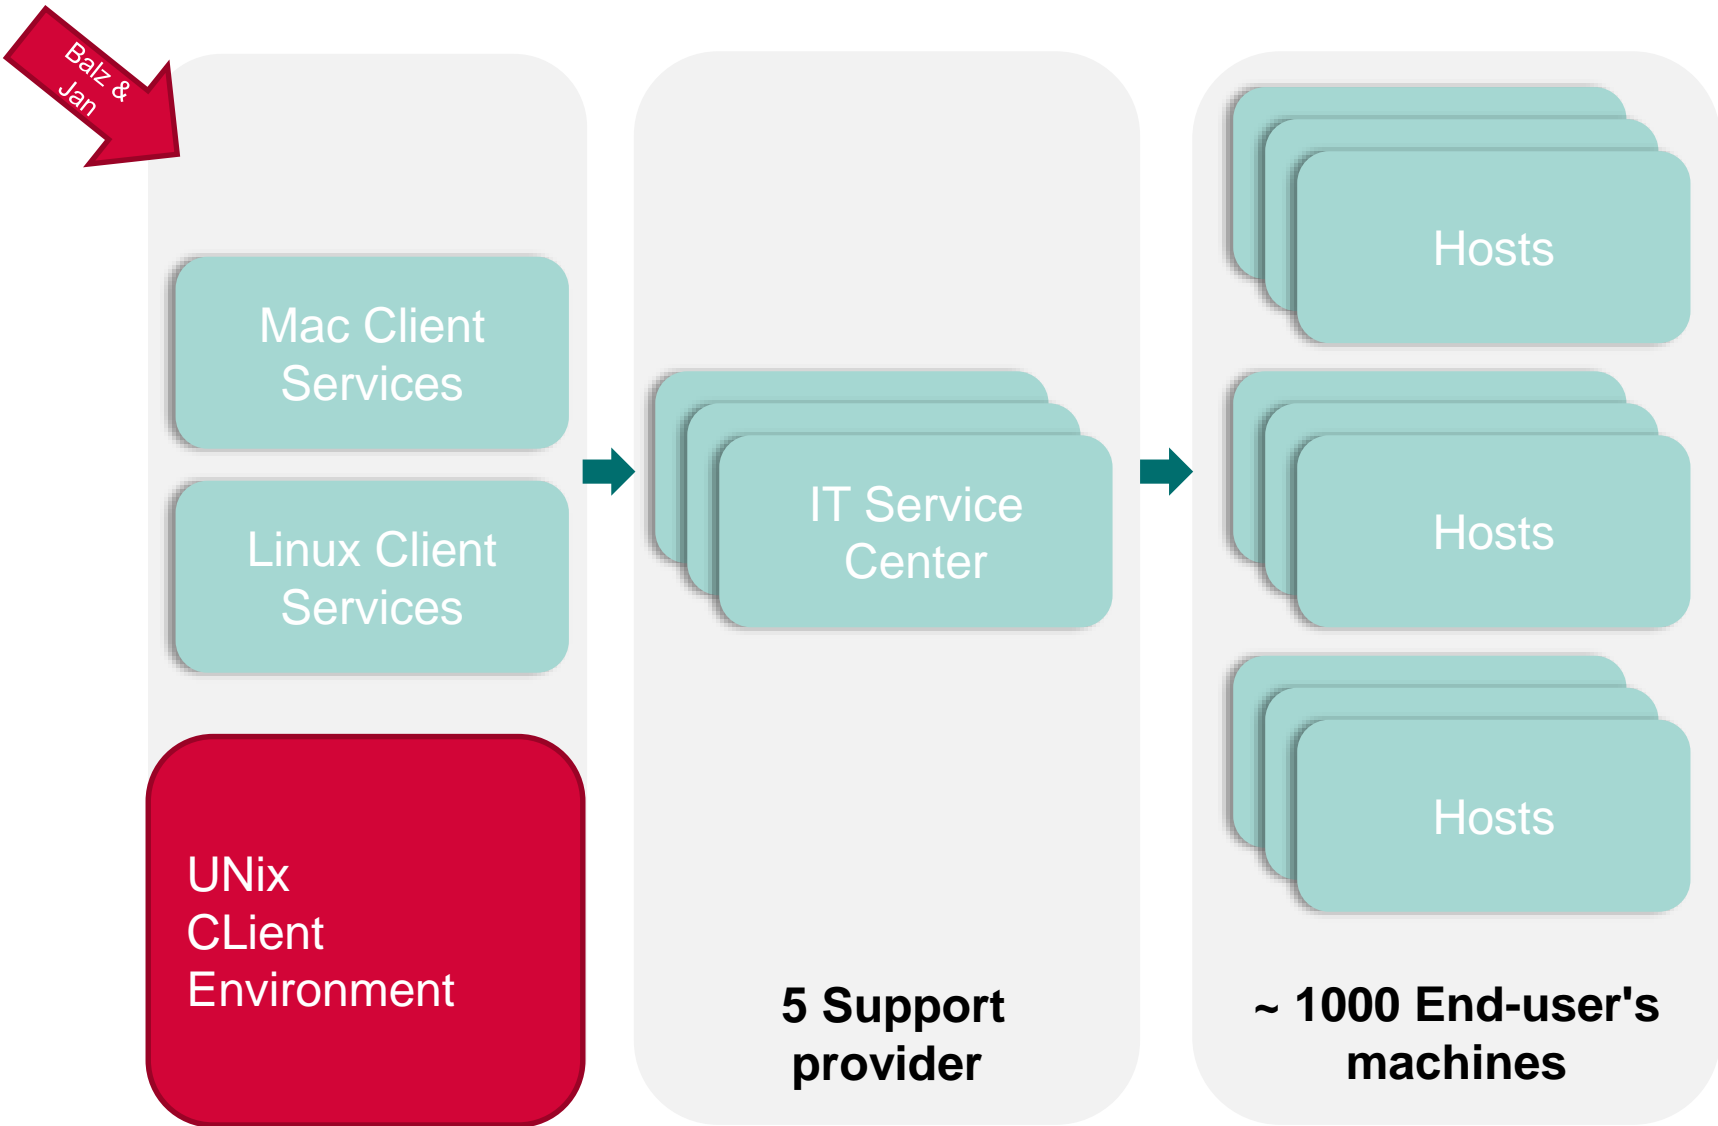 Balz &
Jan
Mac Client
Services
Linux Client
Services
UNix
CLient
Environment
IT Service
Center
5 Support
provider
Hosts
Hosts
Hosts
~ 1000 End-user's
machines